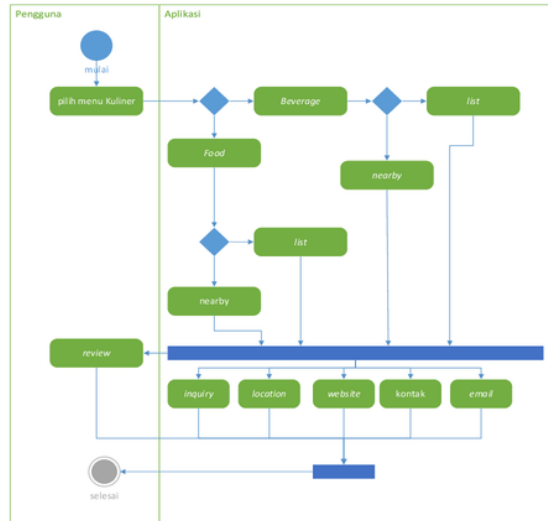 Pengguna
Aplikasi
mulai
pilih menu Kuliner
Beverage
list
Food
nearby
list
nearby
review
inquiry
location
website
kontak
email
selesai